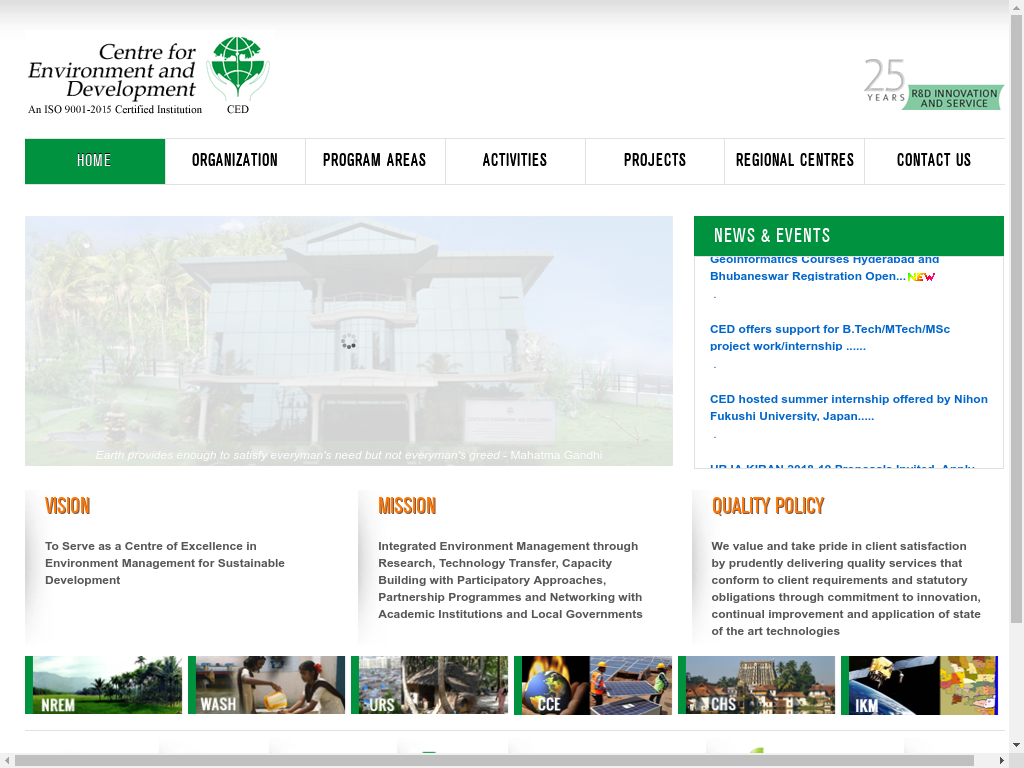 Centre for
Environment and
Development
An ISO 9001-2015 Certified Institution
CED
25
YEARS
R&D INNOVATION
AND SERVICE
HOME
ORGANIZATION
PROGRAM AREAS
ACTIVITIES
PROJECTS
REGIONAL CENTRES
CONTACT US
Earth provides enough to satisfy everyman's need but not everyman's greed - Mahatma Gandhi
NEWS & EVENTS
Geoinformatics Courses Hyderabad and
Bhubaneswar Registration Open... NEW
.
CED offers support for B.Tech/MTech/MSc
project work/internship ......
.
CED hosted summer internship offered by Nihon
Fukushi University, Japan.....
.
URJA KIRAN 2018-19 Proposals Invited. Apply
VISION
To Serve as a Centre of Excellence in
Environment Management for Sustainable
Development
MISSION
Integrated Environment Management through
Research, Technology Transfer, Capacity
Building with Participatory Approaches,
Partnership Programmes and Networking with
Academic Institutions and Local Governments
QUALITY POLICY
We value and take pride in client satisfaction
by prudently delivering quality services that
conform to client requirements and statutory
obligations through commitment to innovation,
continual improvement and application of state
of the art technologies
NREM
WASH
URS
CCE
CHS
IKM